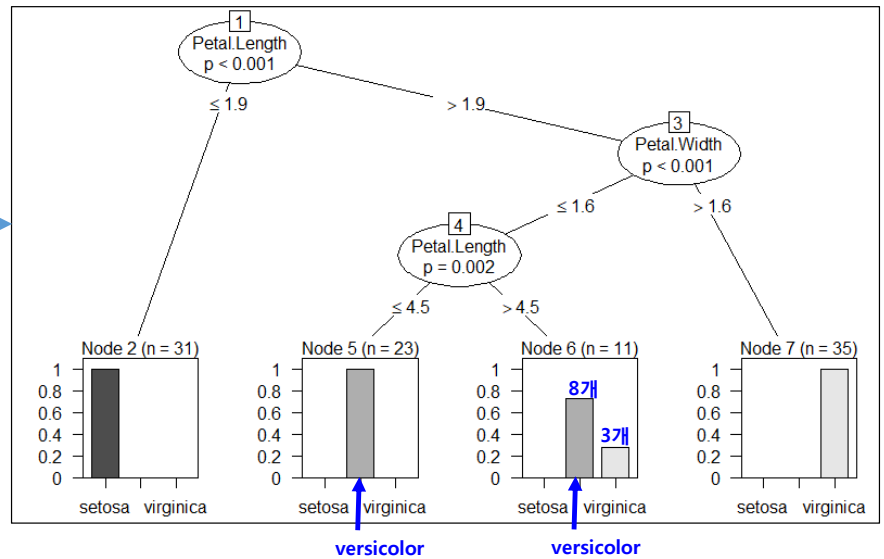 1
Petal.Length
p < 0.001
≤ 1.9
> 1.9
3
Petal.Width
p < 0.001
≤ 1.6
> 1.6
4
Petal.Length
p = 0.002
≤ 4.5
> 4.5
Node 2 (n = 31)
1
0.8
0.6
0.4
0.2
0
setosa virginica
Node 5 (n = 23)
1
0.8
0.6
0.4
0.2
0
setosa virginica
versicolor
Node 6 (n = 11)
1
0.8
0.6
0.4
0.2
0
8개
3개
setosa virginica
versicolor
Node 7 (n = 35)
1
0.8
0.6
0.4
0.2
0
setosa virginica